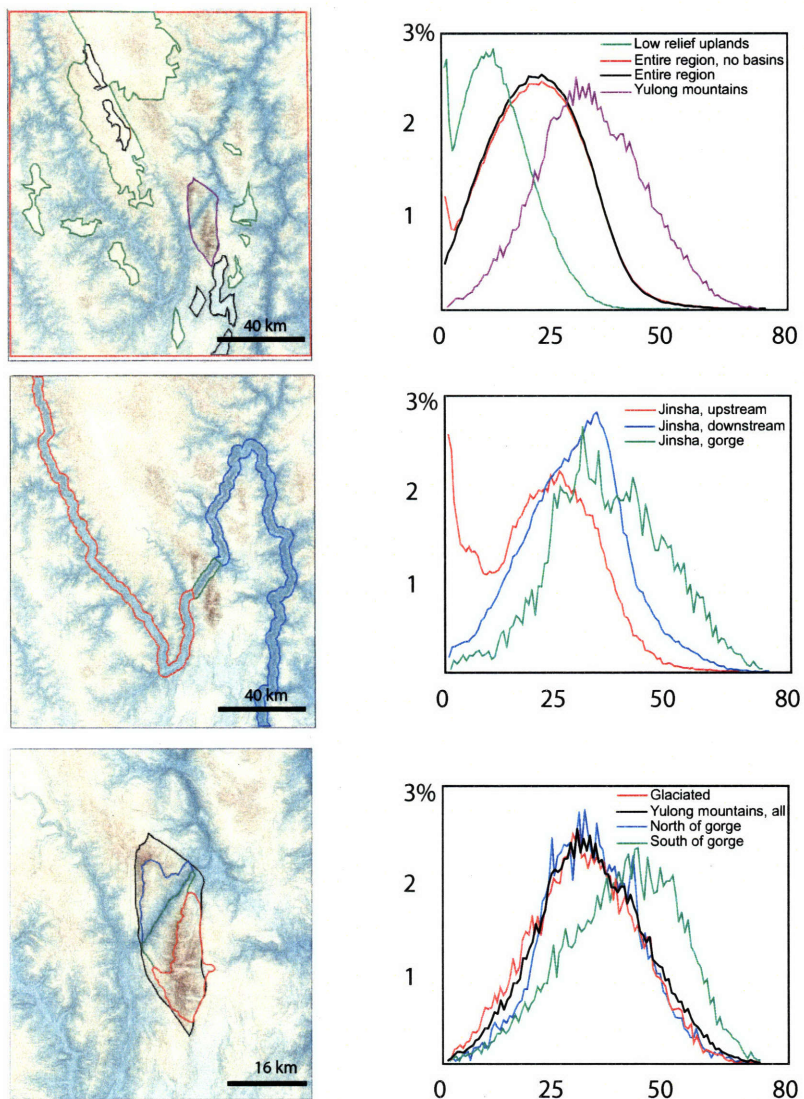 40 km
3%
2
1
Low relief uplands
Entire region, no basins
Entire region
Yulong mountains
0
25
50
80
40 km
3%
2
1
Jinsha, upstream
Jinsha, downstream
Jinsha, gorge
0
25
50
80
16 km
3%
2
1
Glaciated
Yulong mountains, all
North of gorge
South of gorge
0
25
50
80